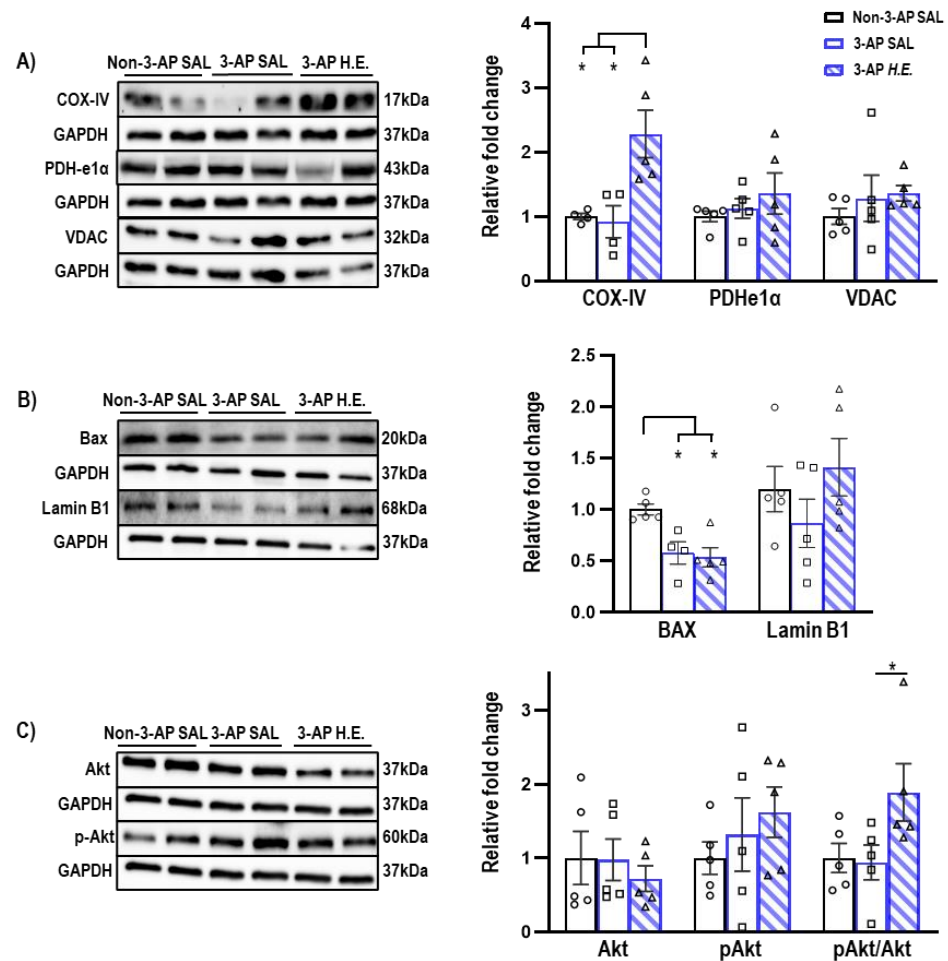 A)
Non-3-AP SAL 3-AP SAL 3-AP H.E.
COX-IV 17kDa
GAPDH 37kDa
PDH-e1α 43kDa
GAPDH 37kDa
VDAC 32kDa
GAPDH 37kDa
Relative fold change
4
3
2
1
0
* *
COX-IV PDHe1α VDAC
Non-3-AP SAL
3-AP SAL
3-AP H.E.
B)
Non-3-AP SAL 3-AP SAL 3-AP H.E.
Bax 20kDa
GAPDH 37kDa
Lamin B1 68kDa
GAPDH 37kDa
Relative fold change
2.5
2.0
1.5
1.0
0.5
0.0
* *
BAX Lamin B1
C)
Non-3-AP SAL 3-AP SAL 3-AP H.E.
Akt 37kDa
GAPDH 37kDa
p-Akt 60kDa
GAPDH 37kDa
Relative fold change
3
2
1
0
*
Akt pAkt pAkt/Akt